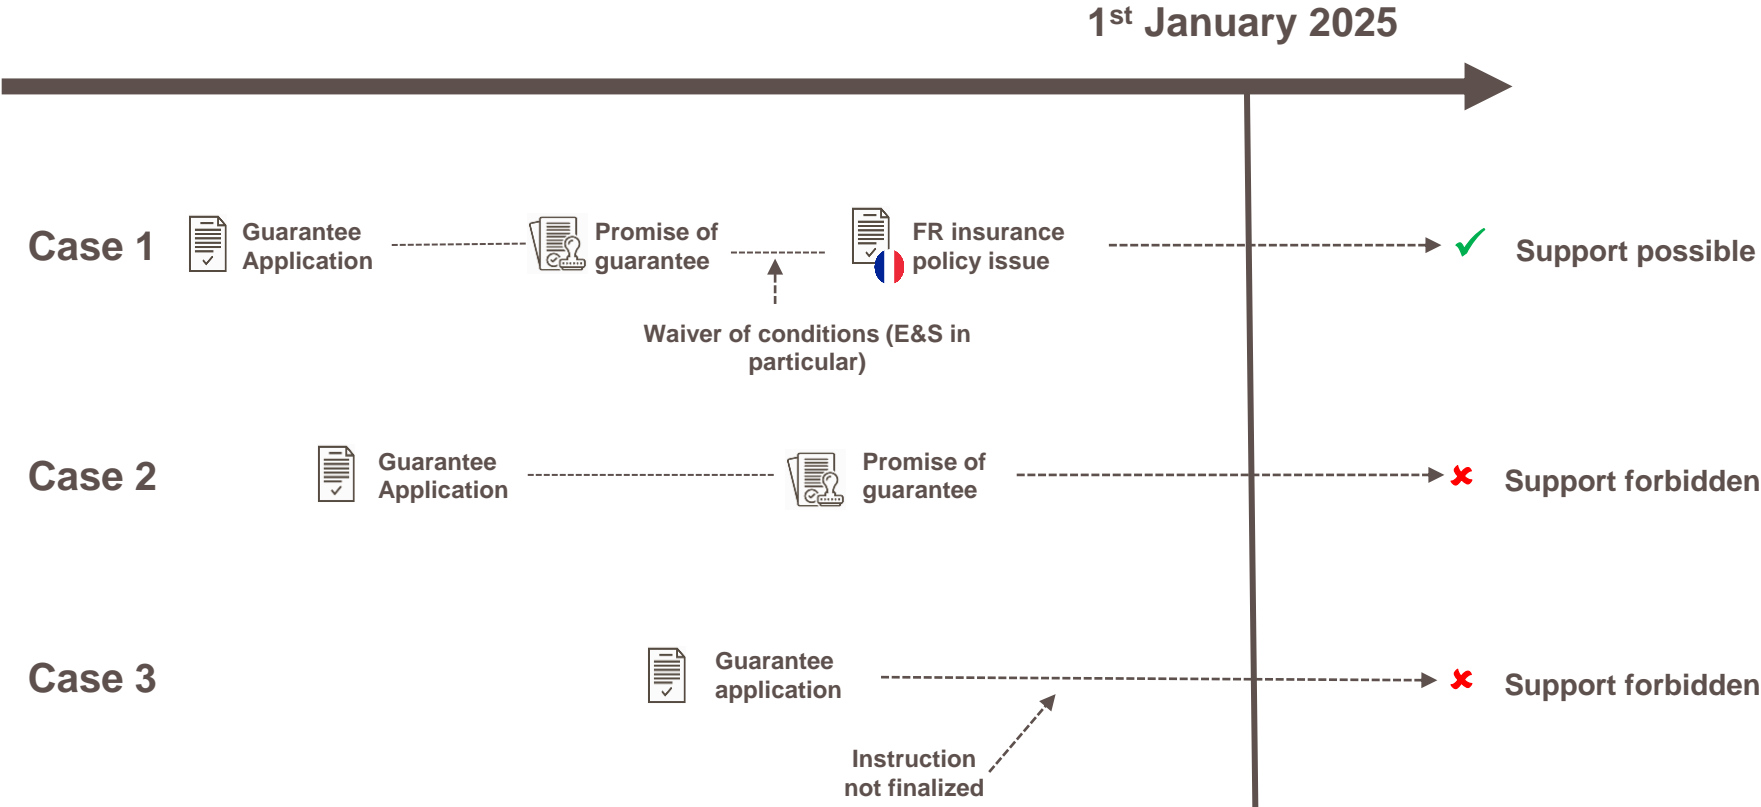 1st January 2025
Case 1
Guarantee
Application
Promise of
guarantee
FR insurance
policy issue
Support possible
Waiver of conditions (E&S in
particular)
Case 2
Guarantee
Application
Promise of
guarantee
Support forbidden
Case 3
Guarantee
application
Support forbidden
Instruction
not finalized